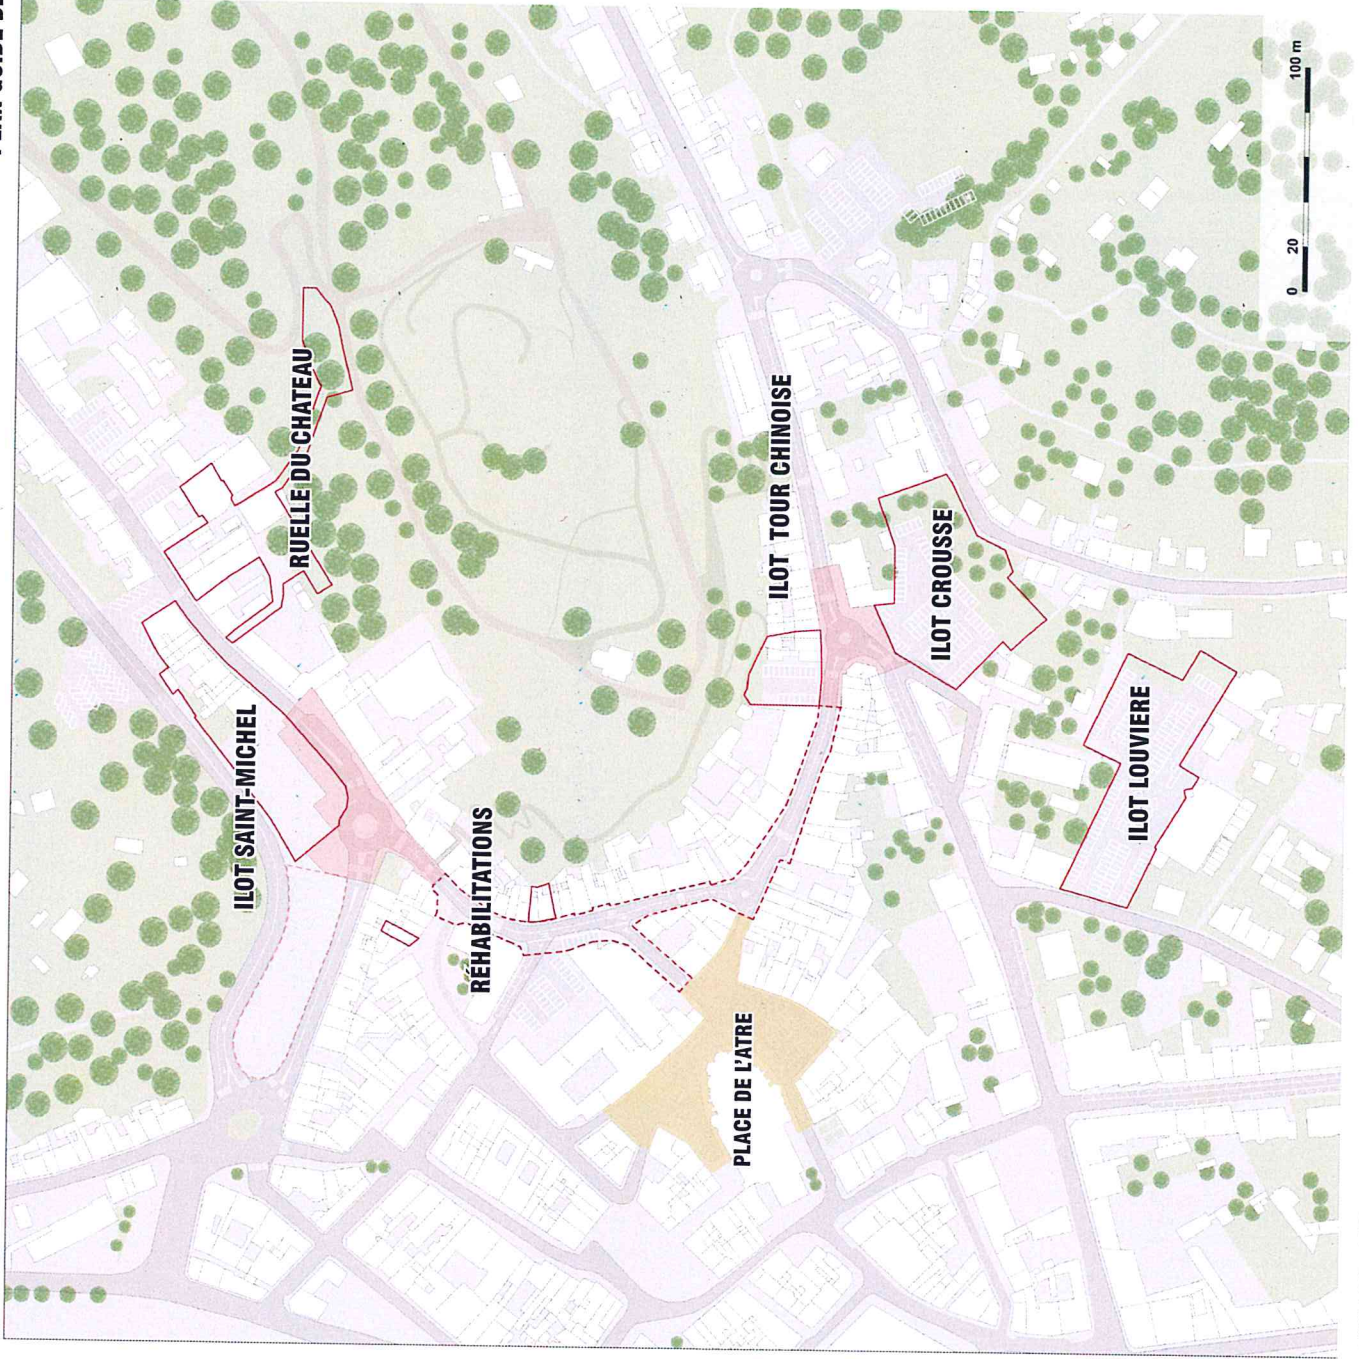 RUELLE DU CHATEAU
ILOT SAINT-MICHEL
RÉHABILITATIONS
ILOT TOUR CHINOISE
ILOT CROUSSE
PLACE DE L'ATRE
ILOT LOUVIERE
0 20 100 m